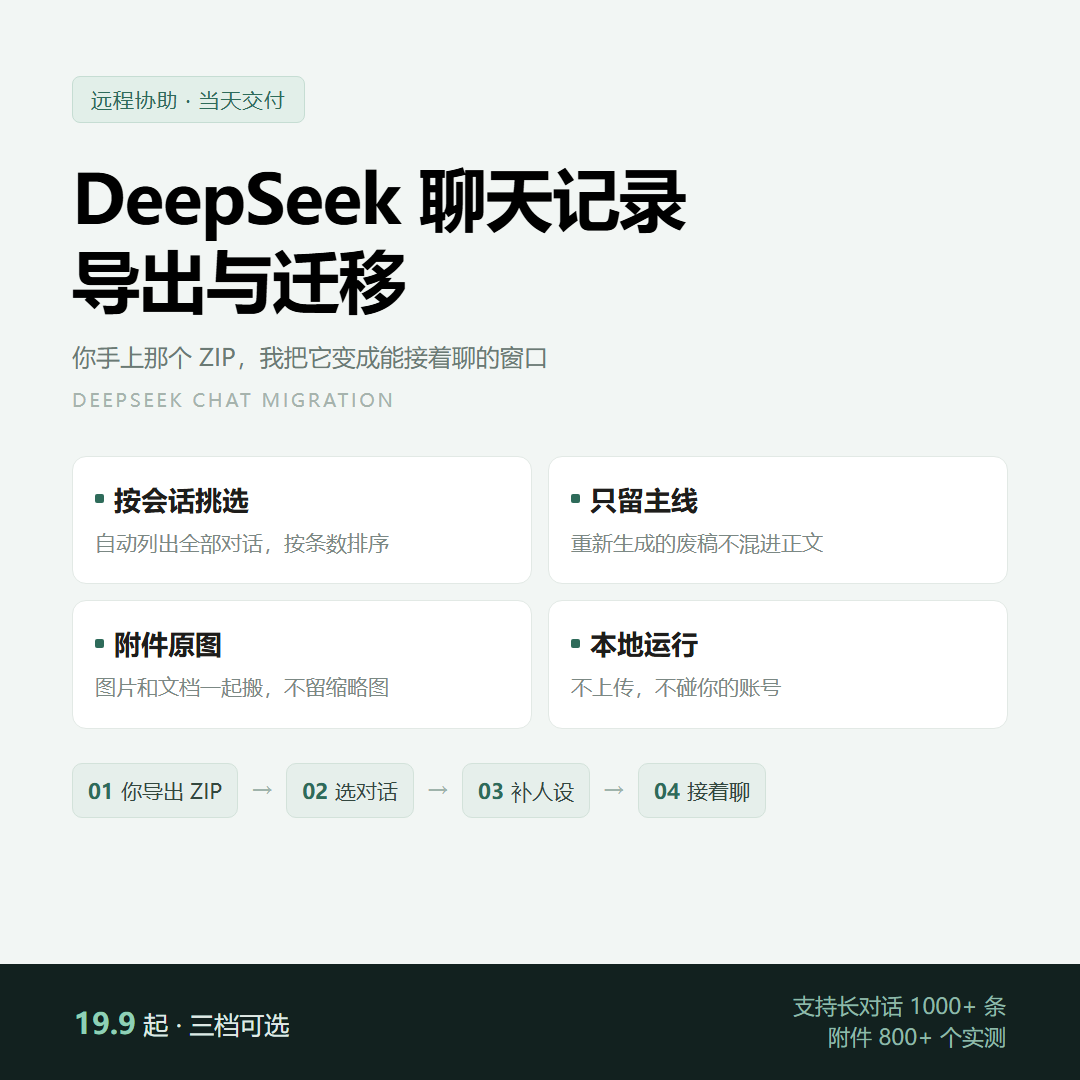 远程协助 · 当天交付
DeepSeek 聊天记录
导出与迁移
你手上那个 ZIP，我把它变成能接着聊的窗口
DEEPSEEK CHAT MIGRATION
按会话挑选
自动列出全部对话，按条数排序
只留主线
重新生成的废稿不混进正文
附件原图
图片和文档一起搬，不留缩略图
本地运行
不上传，不碰你的账号
01 你导出 ZIP → 02 选对话 → 03 补人设 → 04 接着聊
19.9 起 · 三档可选
支持长对话 1000+ 条
附件 800+ 个实测